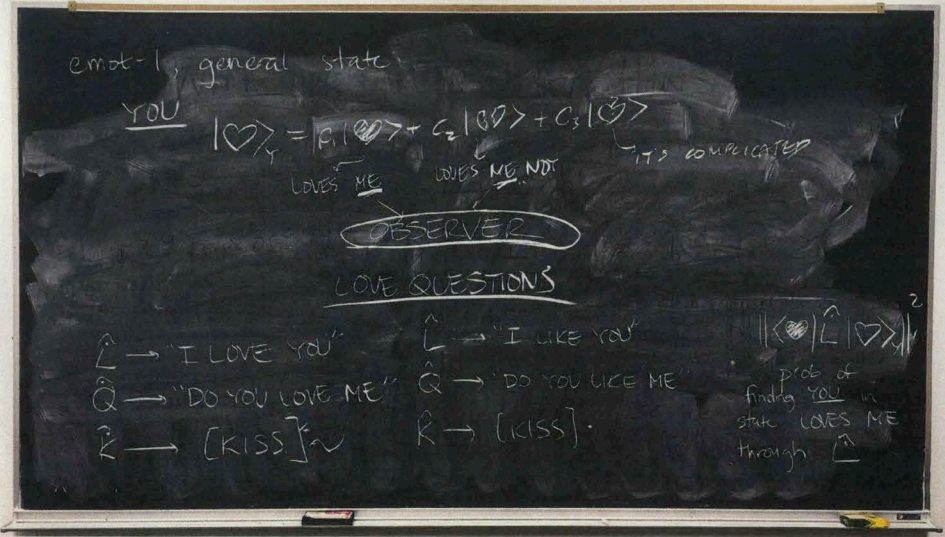 emot-1, general state
YOU
|♡⟩ = c₁|♥⟩ + c₂|♡⟩ + c₃|♡⟩
LOVES ME
LOVES ME NOT
IT'S COMPLICATED
OBSERVER
LOVE QUESTIONS
L̂ → "I LOVE YOU"
Q̂ → "DO YOU LOVE ME"
K̂ → [KISS]
L̂ → "I LIKE YOU"
Q̂ → "DO YOU LIKE ME"
K̂ → [KISS].
||⟨♥|L̂|♡⟩||²
prob of
finding YOU in
state LOVES ME
through L̂